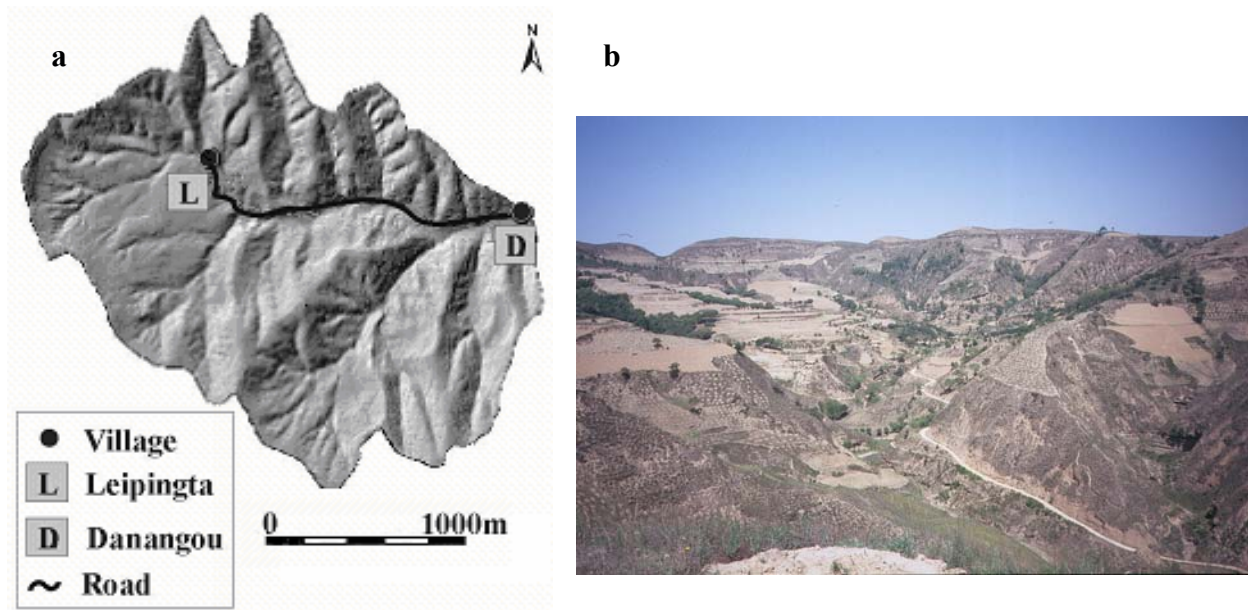 a
N
L
D
Village
L Leipingta
D Danangou
Road
0 1000m
b